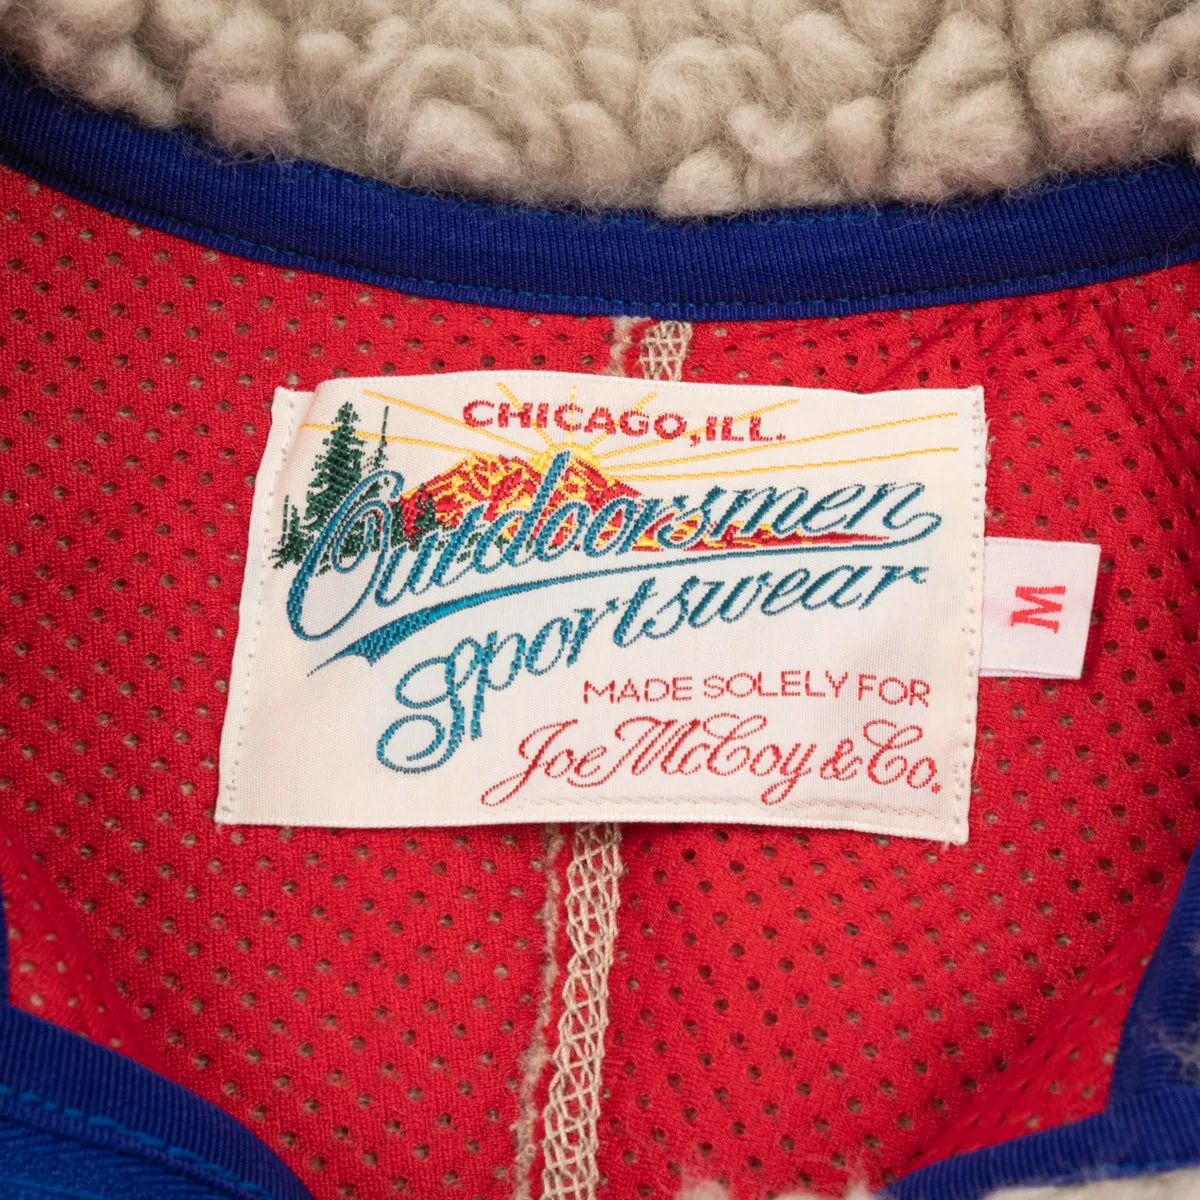 CHICAGO, ILL.
Outdoorsmen
Sportswear
M
MADE SOLELY FOR
Joe McCoy & Co.